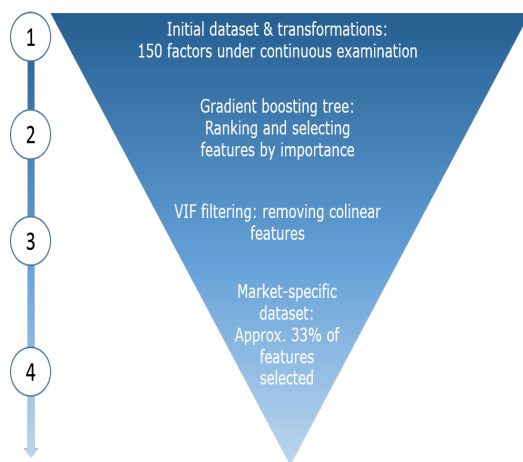 1
Initial dataset & transformations:
150 factors under continuous examination
2
Gradient boosting tree:
Ranking and selecting
features by importance
3
VIF filtering: removing colinear
features
4
Market-specific
dataset:
Approx. 33% of
features
selected